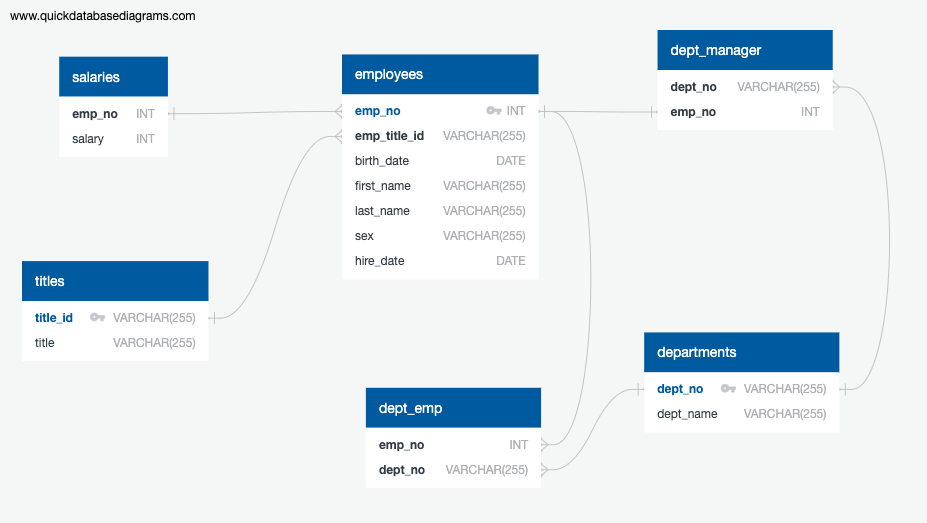 www.quickdatabasediagrams.com
salaries
emp_no INT
salary INT
employees
emp_no INT
emp_title_id VARCHAR(255)
birth_date DATE
first_name VARCHAR(255)
last_name VARCHAR(255)
sex VARCHAR(255)
hire_date DATE
dept_manager
dept_no VARCHAR(255)
emp_no INT
titles
title_id VARCHAR(255)
title VARCHAR(255)
departments
dept_no VARCHAR(255)
dept_name VARCHAR(255)
dept_emp
emp_no INT
dept_no VARCHAR(255)